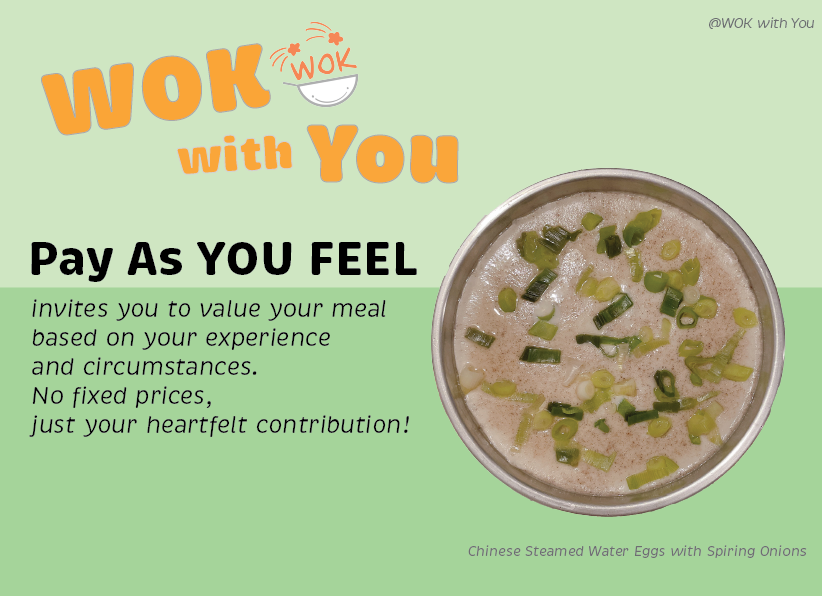 @WOK with You
WOK
WOK
with You
Pay As YOU FEEL
invites you to value your meal
based on your experience
and circumstances.
No fixed prices,
just your heartfelt contribution!
Chinese Steamed Water Eggs with Spiring Onions